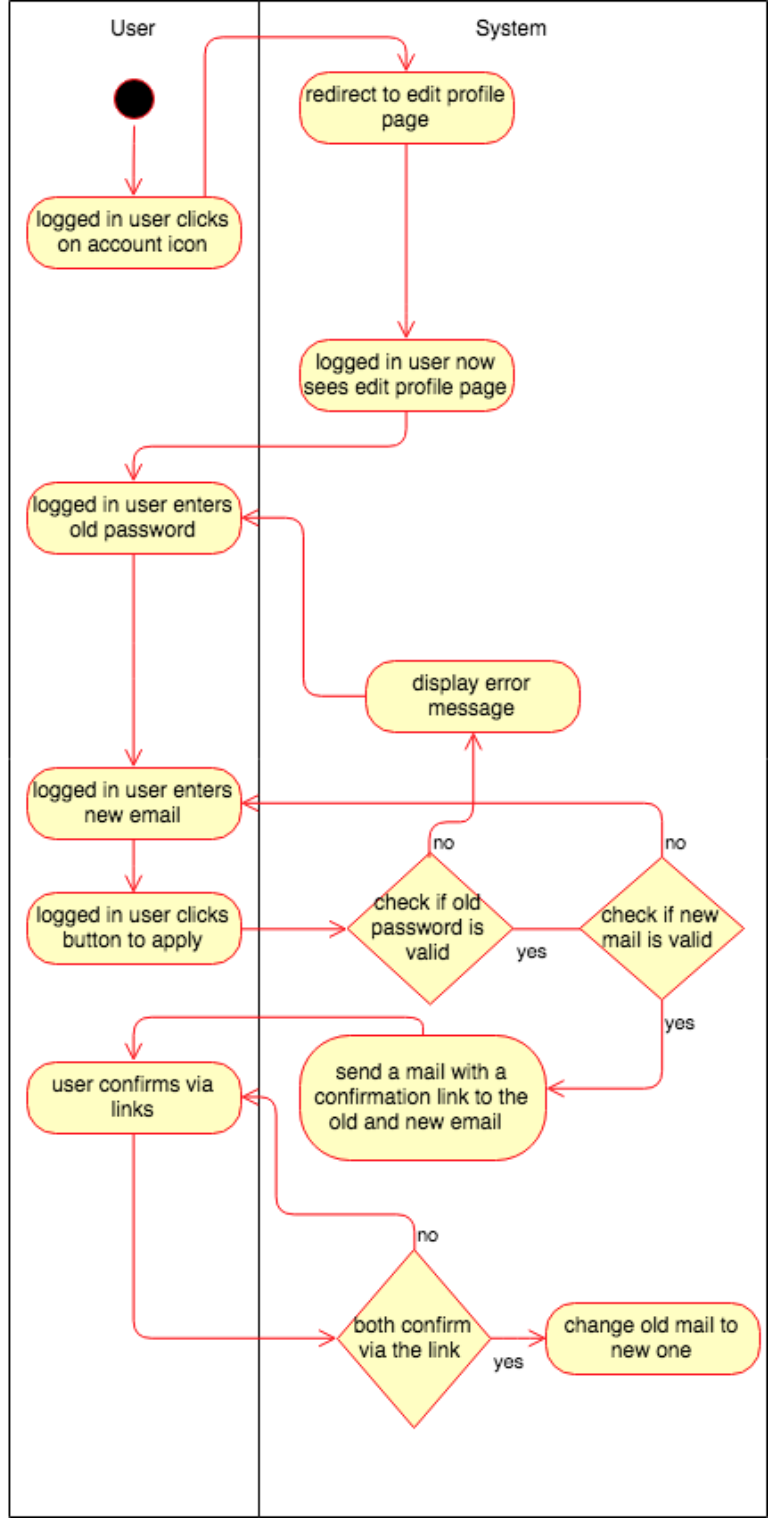 User
System
redirect to edit profile
page
logged in user clicks
on account icon
logged in user now
sees edit profile page
logged in user enters
old password
display error
message
logged in user enters
new email
no
no
check if old
password is
valid
check if new
mail is valid
logged in user clicks
button to apply
yes
yes
send a mail with a
confirmation link to the
old and new email
user confirms via
links
no
both confirm
via the link
yes
change old mail to
new one